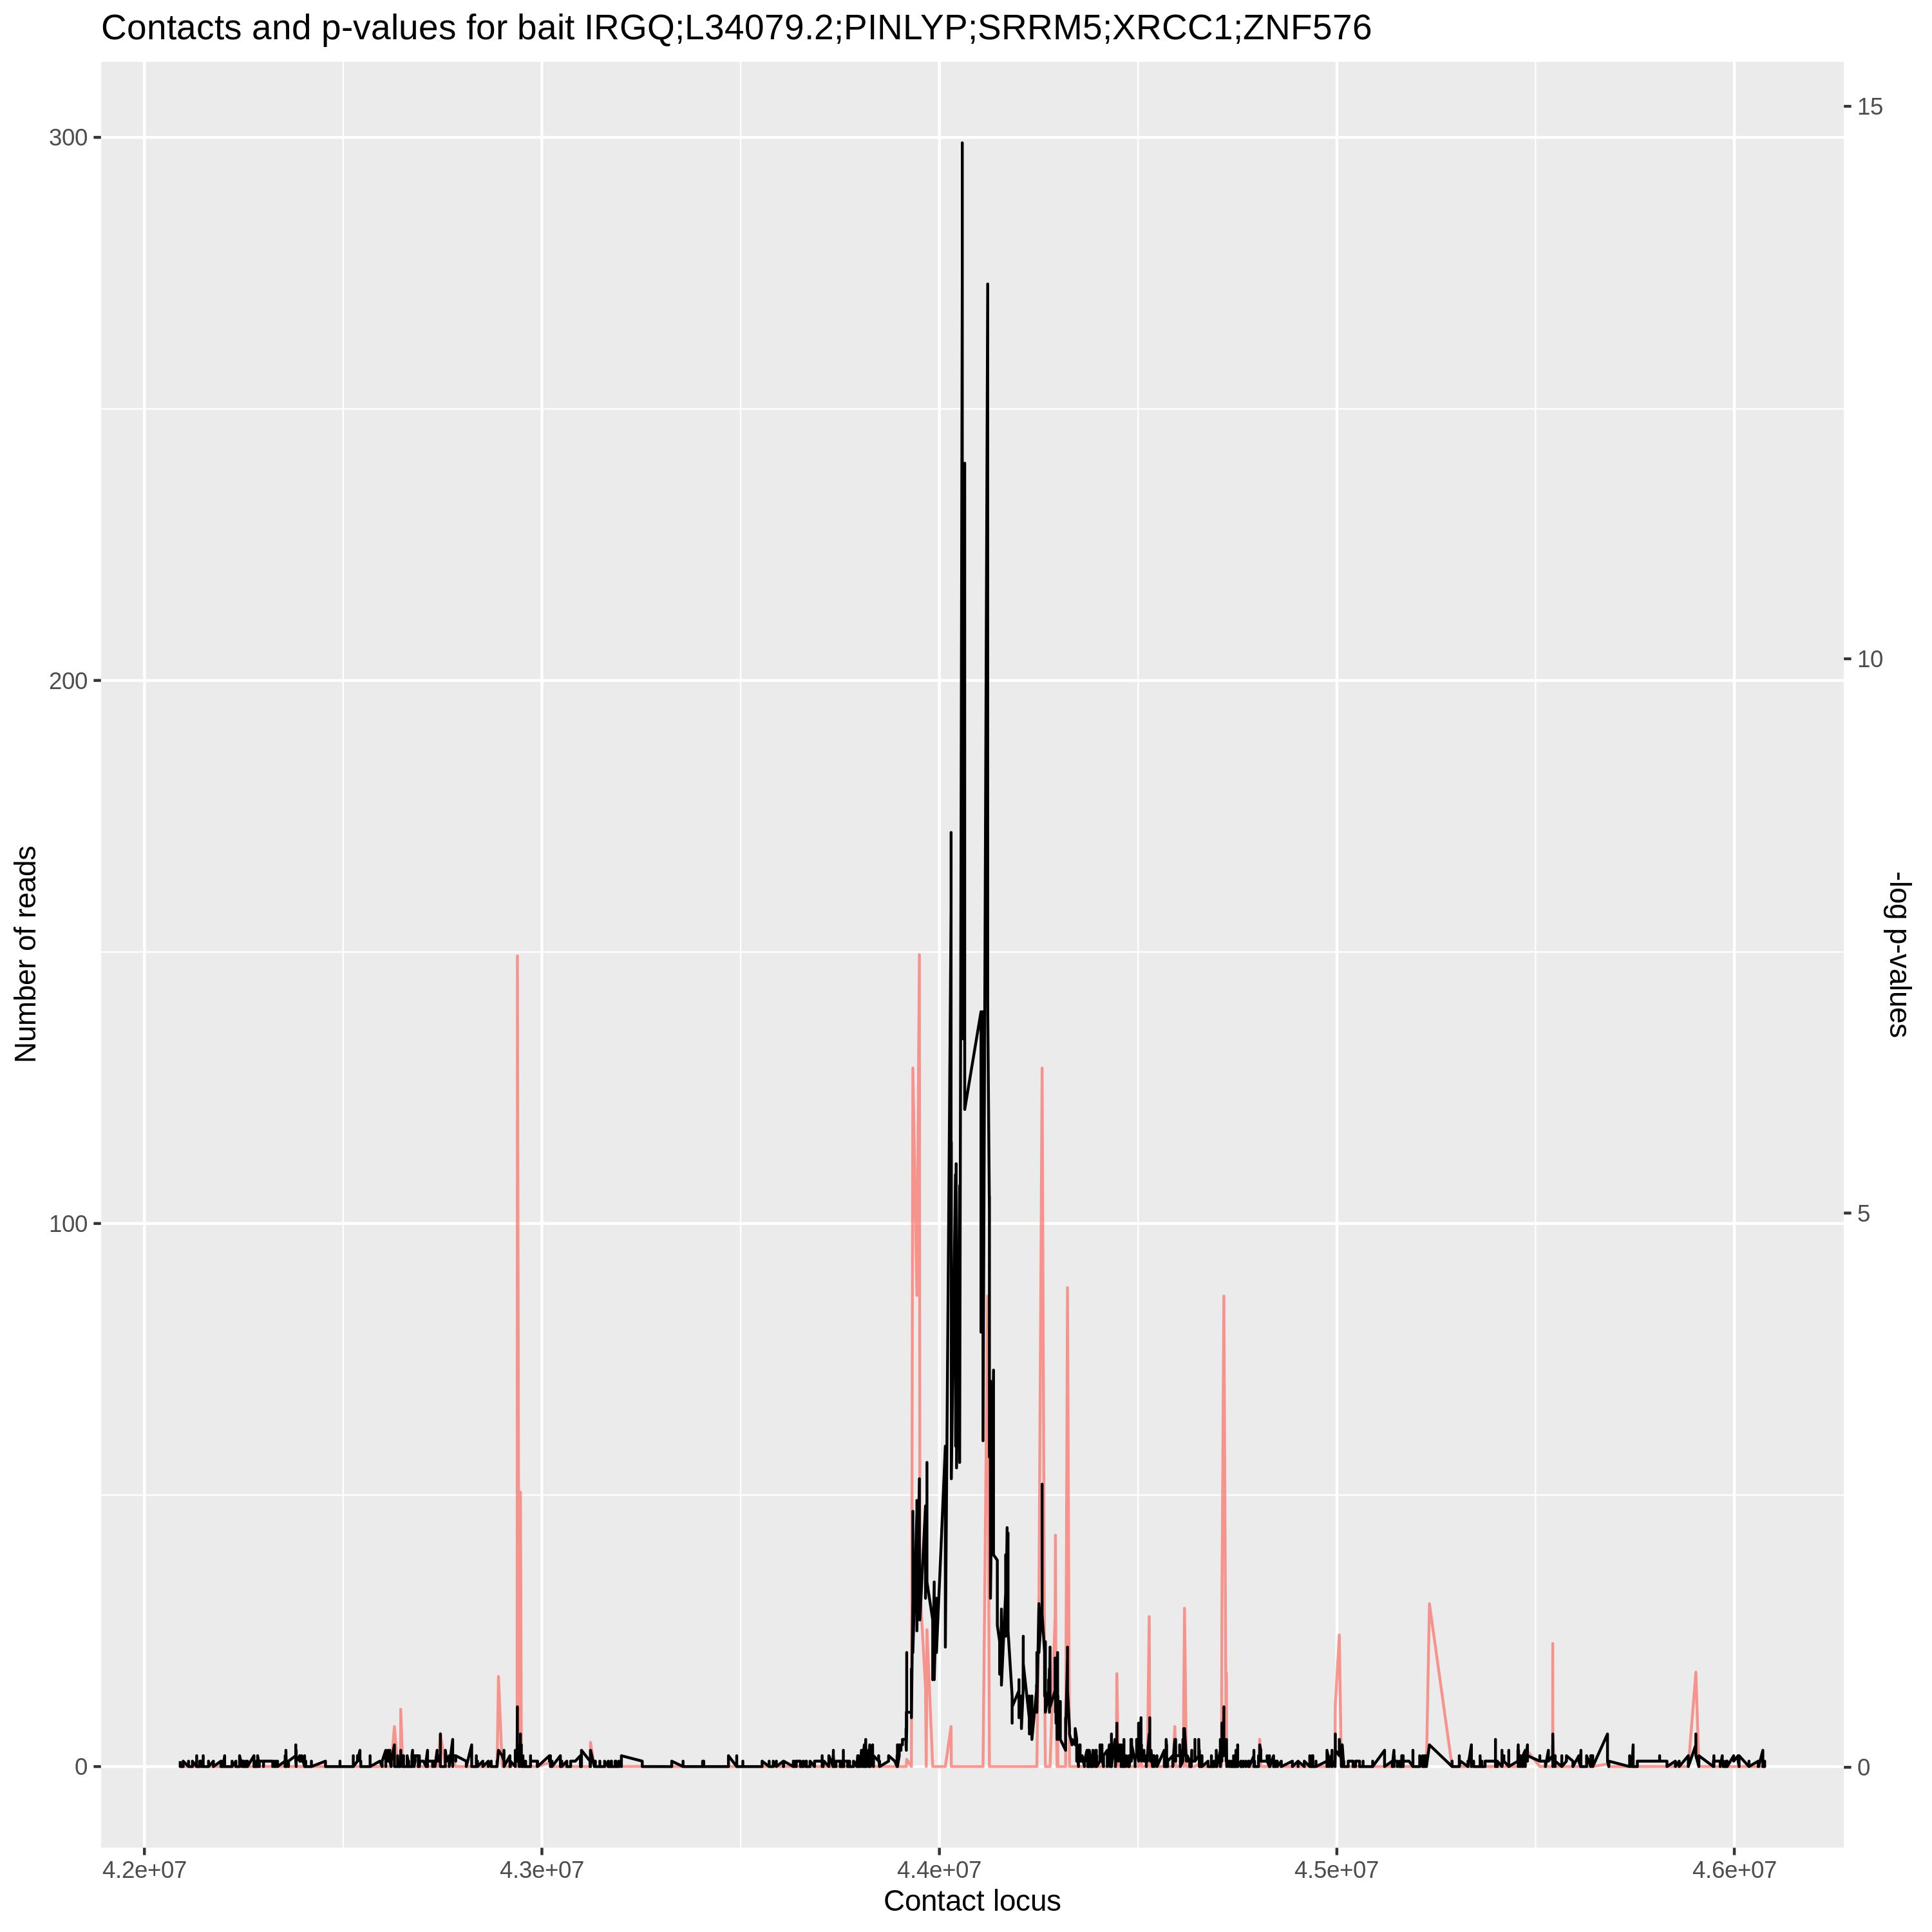 Contacts and p-values for bait IRGQ;L34079.2;PINLYP;SRRM5;XRCC1;ZNF576
300
200
100
0
Number of reads
15
10
5
0
-log p-values
4.2e+07
4.3e+07
4.4e+07
4.5e+07
4.6e+07
Contact locus